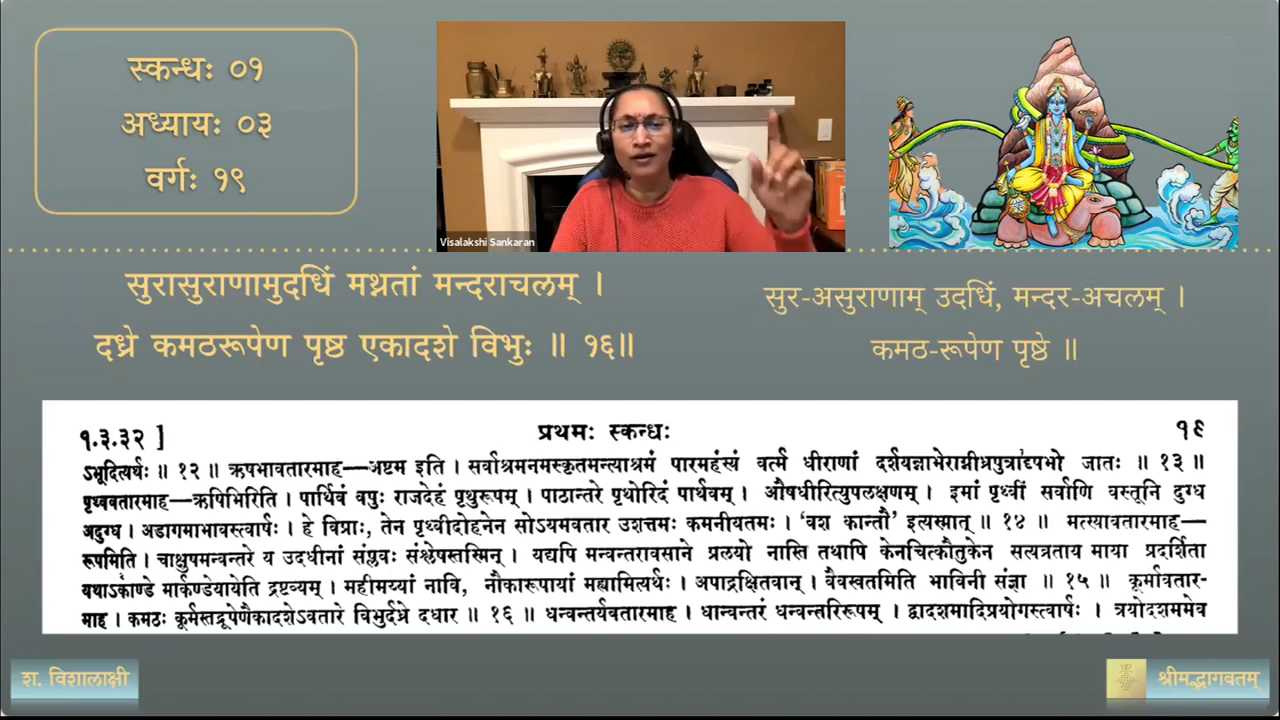 स्कन्धः ०१
अध्यायः ०३
वर्गः १९
Visalakshi Sankaran
सुरासुराणामुदधिं मथ्नतां मन्दराचलम् ।
दध्रे कमठरूपेण पृष्ठ एकादशे विभुः ॥ १६॥
सुर-असुराणाम् उदधिं, मन्दर-अचलम् ।
कमठ-रूपेण पृष्ठे ॥
१.३.३२ ] प्रथमः स्कन्धः १९
ऽभूदित्यर्थः ॥ १२ ॥ ऋषभावतारमाह—अष्टम इति । सर्वाश्रमनमस्कृतमन्त्याश्रमं पारमहंस्यं वर्त्म धीराणां दर्शयन्नाभेराग्नीध्रपुत्रादृषभो जातः ॥ १३ ॥
पृथ्ववतारमाह—ऋषिभिरिति । पार्थिवं वपुः राजदेहं पृथुरूपम् । पाठान्तरे पृथोरिदं पार्थवम् । औषधीरित्युपलक्षणम् । इमां पृथ्वीं सर्वाणि वस्तूनि दुग्ध
अदुग्ध । अडागमाभावस्त्वार्षः । हे विप्राः, तेन पृथ्वीदोहनेन सोऽयमवतार उशत्तमः कमनीयतमः । 'वश कान्तौ' इत्यस्मात् ॥ १४ ॥ मत्स्यावतारमाह—
रूपमिति । चाक्षुषमन्वन्तरे य उदधीनां संप्लवः संश्लेषस्तस्मिन् । यद्यपि मन्वन्तरावसाने प्रलयो नास्ति तथापि केनचित्कौतुकेन सत्यव्रताय माया प्रदर्शिता
यथाऽकाण्डे मार्कण्डेयायेति द्रष्टव्यम् । महीमय्यां नावि, नौकारूपायां मह्यामित्यर्थः । अपाद्रक्षितवान् । वैवस्वतमिति भाविनी संज्ञा ॥ १५ ॥ कूर्मावतार-
माह । कमठः कूर्मस्तद्रूपेणैकादशेऽवतारे विभुर्दध्रे दधार ॥ १६ ॥ धन्वन्तर्यवतारमाह । धान्वन्तरं धन्वन्तरिरूपम् । द्वादशमादिप्रयोगस्त्वार्षः । त्रयोदशममेव
श. विशालाक्षी
श्रीमद्भागवतम्